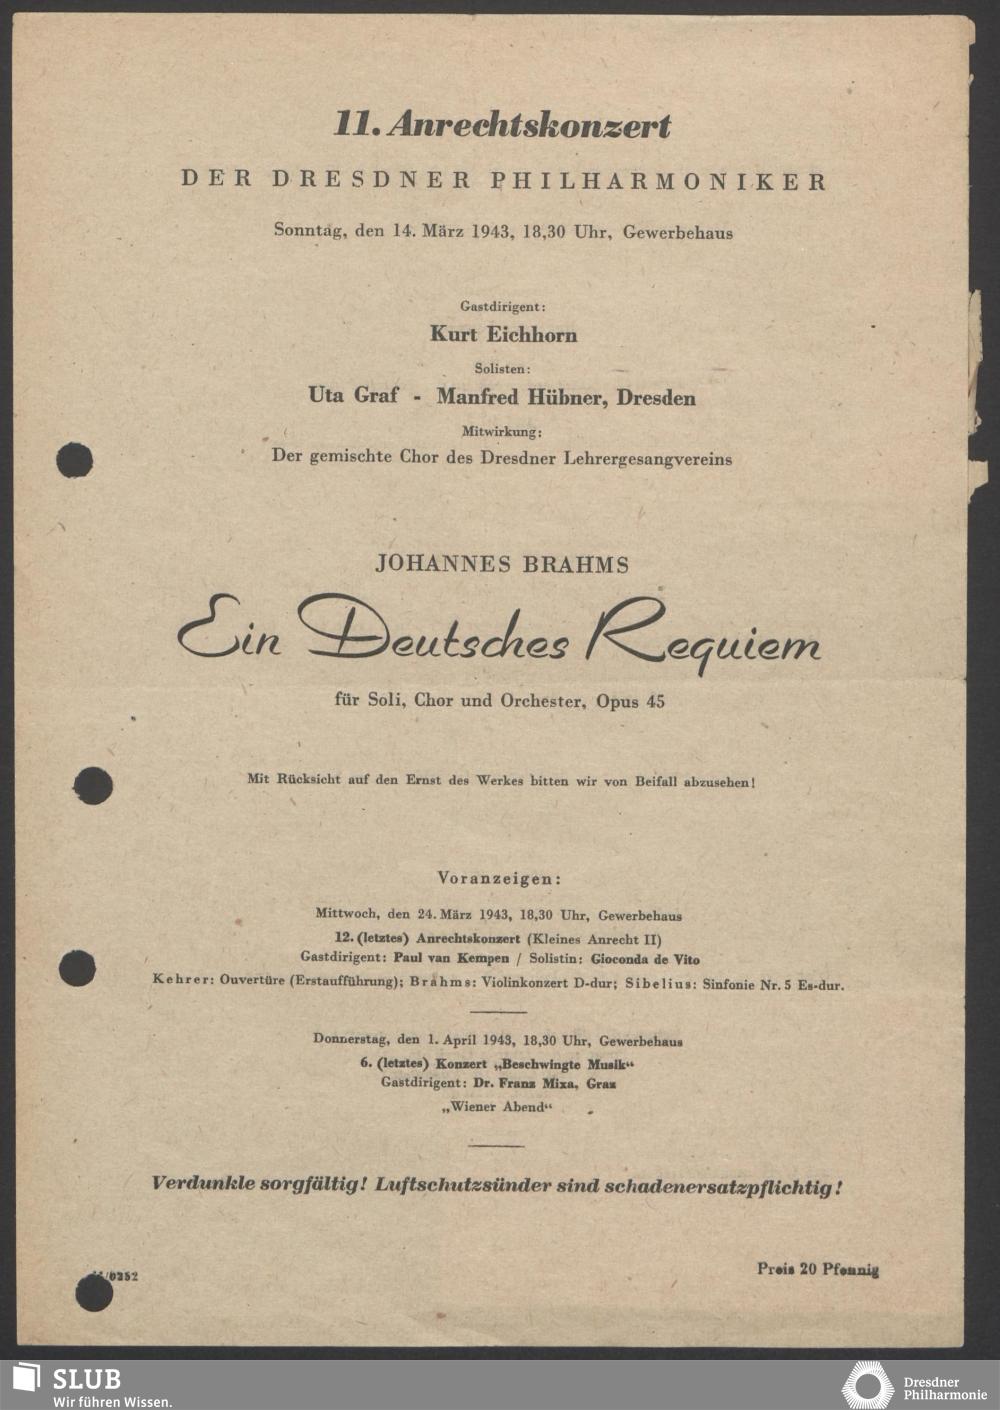 11. Anrechtskonzert
DER DRESDNER PHILHARMONIKER
Sonntag, den 14. März 1943, 18,30 Uhr, Gewerbehaus
Gastdirigent:
Kurt Eichhorn
Solisten:
Uta Graf - Manfred Hübner, Dresden
Mitwirkung:
Der gemischte Chor des Dresdner Lehrergesangvereins
JOHANNES BRAHMS
Ein Deutsches Requiem
für Soli, Chor und Orchester, Opus 45
Mit Rücksicht auf den Ernst des Werkes bitten wir von Beifall abzusehen!
Voranzeigen:
Mittwoch, den 24. März 1943, 18,30 Uhr, Gewerbehaus
12. (letztes) Anrechtskonzert (Kleines Anrecht II)
Gastdirigent: Paul van Kempen / Solistin: Gioconda de Vito
Kehrer: Ouvertüre (Erstaufführung); Brahms: Violinkonzert D-dur; Sibelius: Sinfonie Nr. 5 Es-dur.
Donnerstag, den 1. April 1943, 18,30 Uhr, Gewerbehaus
6. (letztes) Konzert „Beschwingte Musik“
Gastdirigent: Dr. Franz Mixa, Graz
„Wiener Abend“
Verdunkle sorgfältig! Luftschutzsünder sind schadenersatzpflichtig!
/0252
Preis 20 Pfennig
SLUB
Wir führen Wissen.
Dresdner
Philharmonie